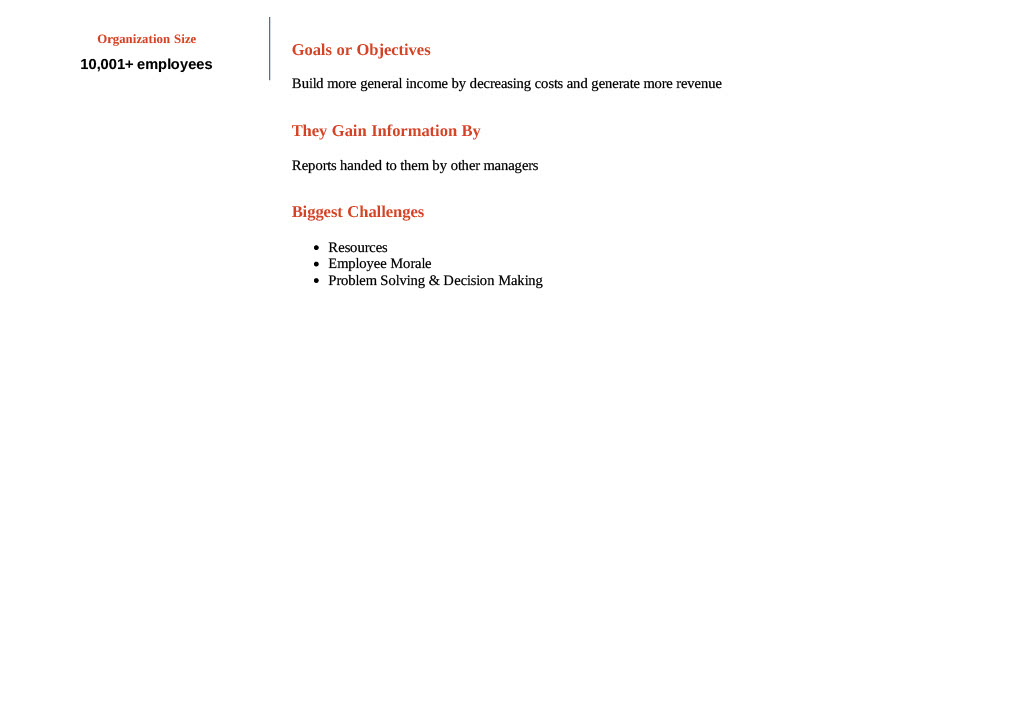 Organization Size
10,001+ employees
Goals or Objectives
Build more general income by decreasing costs and generate more revenue
They Gain Information By
Reports handed to them by other managers
Biggest Challenges
• Resources
• Employee Morale
• Problem Solving & Decision Making